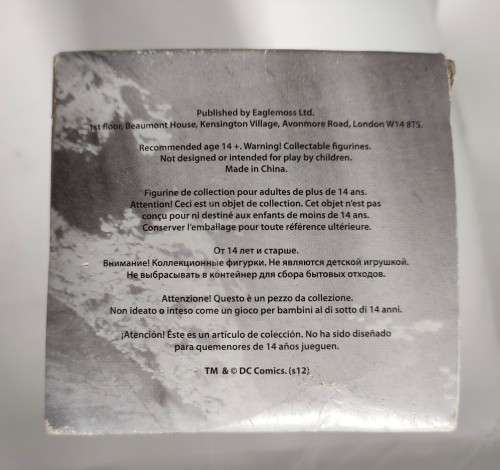 Published by Eaglemoss Ltd.
1st floor, Beaumont House, Kensington Village, Avonmore Road, London W14 8TS.
Recommended age 14 +. Warning! Collectable figurines.
Not designed or intended for play by children.
Made in China.
Figurine de collection pour adultes de plus de 14 ans.
Attention! Ceci est un objet de collection. Cet objet n'est pas
conçu pour ni destiné aux enfants de moins de 14 ans.
Conserver l'emballage pour toute référence ultérieure.
От 14 лет и старше.
Внимание! Коллекционные фигурки. Не являются детской игрушкой.
Не выбрасывать в контейнер для сбора бытовых отходов.
Attenzione! Questo è un pezzo da collezione.
Non ideato o inteso come un gioco per bambini al di sotto di 14 anni.
¡Atención! Éste es un artículo de colección. No ha sido diseñado
para quemenores de 14 años jueguen.
TM & © DC Comics. (s12)